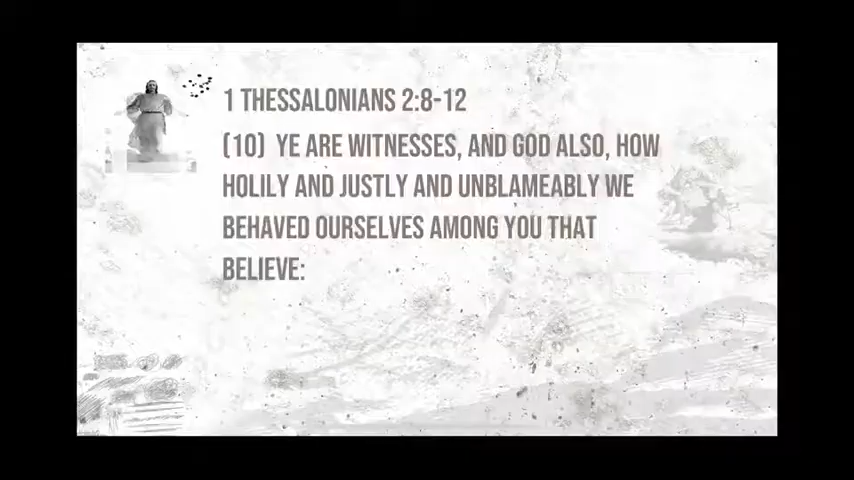 1 THESSALONIANS 2:8-12
(10) YE ARE WITNESSES, AND GOD ALSO, HOW
HOLILY AND JUSTLY AND UNBLAMEABLY WE
BEHAVED OURSELVES AMONG YOU THAT
BELIEVE: